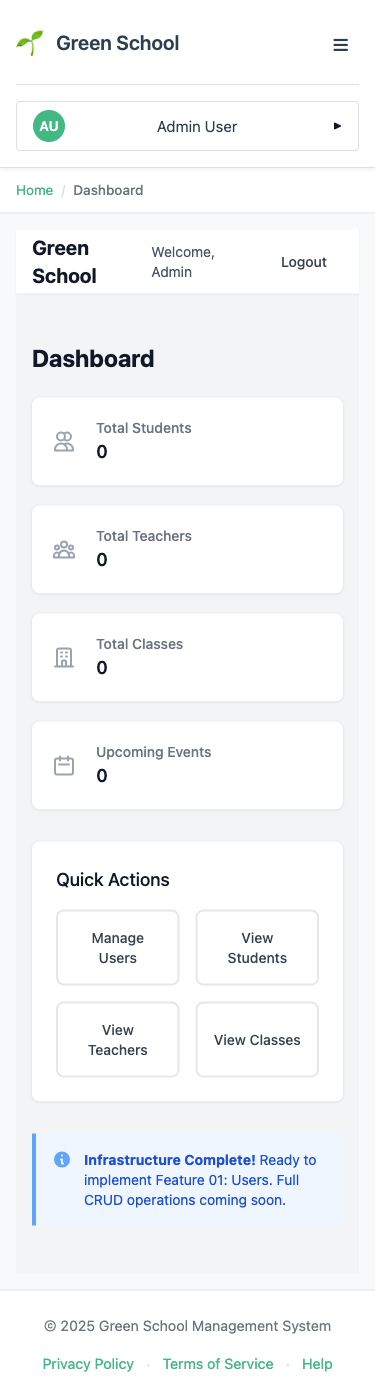 Green School
AU Admin User
Home / Dashboard
Green School
Welcome, Admin
Logout
Dashboard
Total Students
0
Total Teachers
0
Total Classes
0
Upcoming Events
0
Quick Actions
Manage Users
View Students
View Teachers
View Classes
Infrastructure Complete! Ready to
implement Feature 01: Users. Full
CRUD operations coming soon.
© 2025 Green School Management System
Privacy Policy · Terms of Service · Help